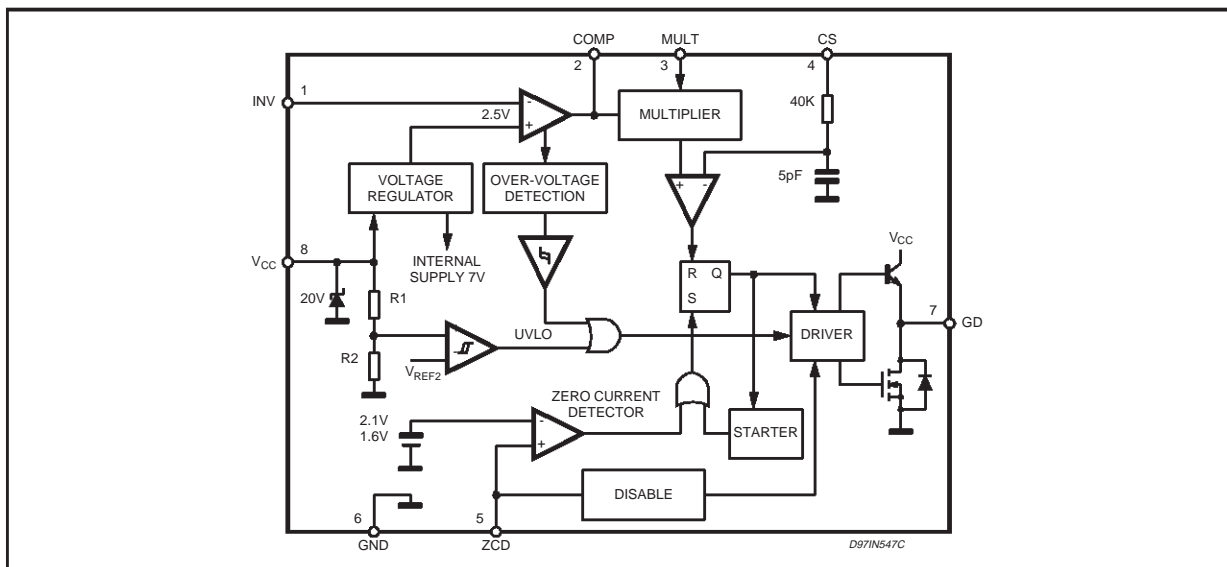 COMP MULT CS
2 3 4
1
INV
40K
2.5V
-
+
MULTIPLIER
VOLTAGE
REGULATOR
OVER-VOLTAGE
DETECTION
+ -
5pF
8
VCC
INTERNAL
SUPPLY 7V
VCC
R Q
S
20V
R1
7
GD
UVLO
DRIVER
R2
VREF2
-
ZERO CURRENT
DETECTOR
2.1V
1.6V
-
+
STARTER
DISABLE
6
5
GND
ZCD
D97IN547C